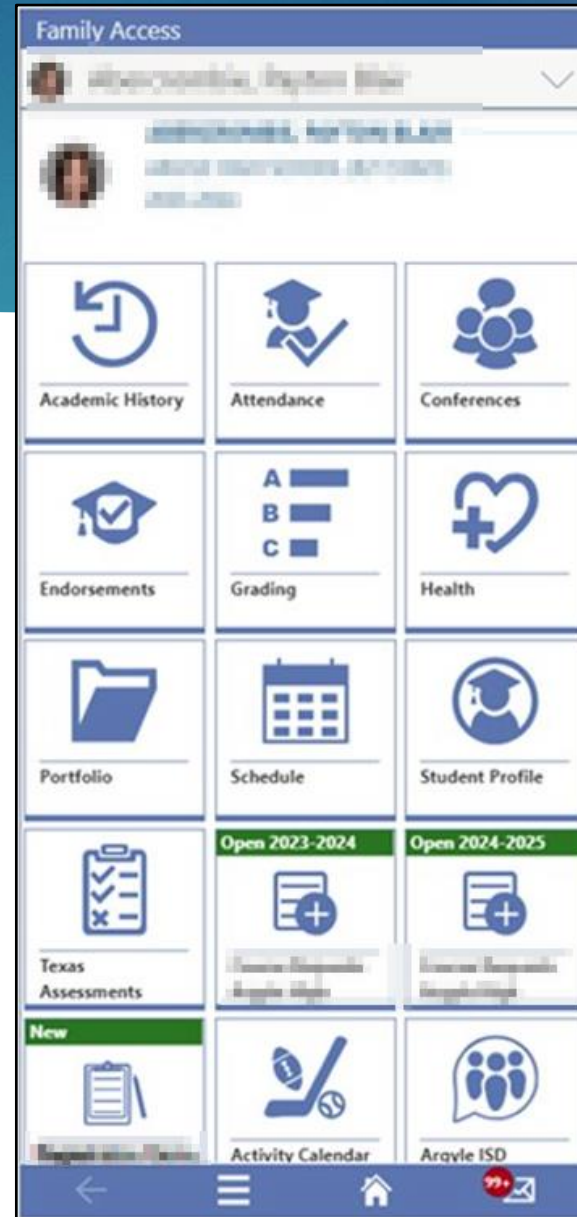 Family Access
Academic History
Attendance
Conferences
A
B
C
Endorsements
Grading
Health
Portfolio
Schedule
Student Profile
Open 2023-2024
Open 2024-2025
Texas
Assessments
New
Activity Calendar
Argyle ISD
99+